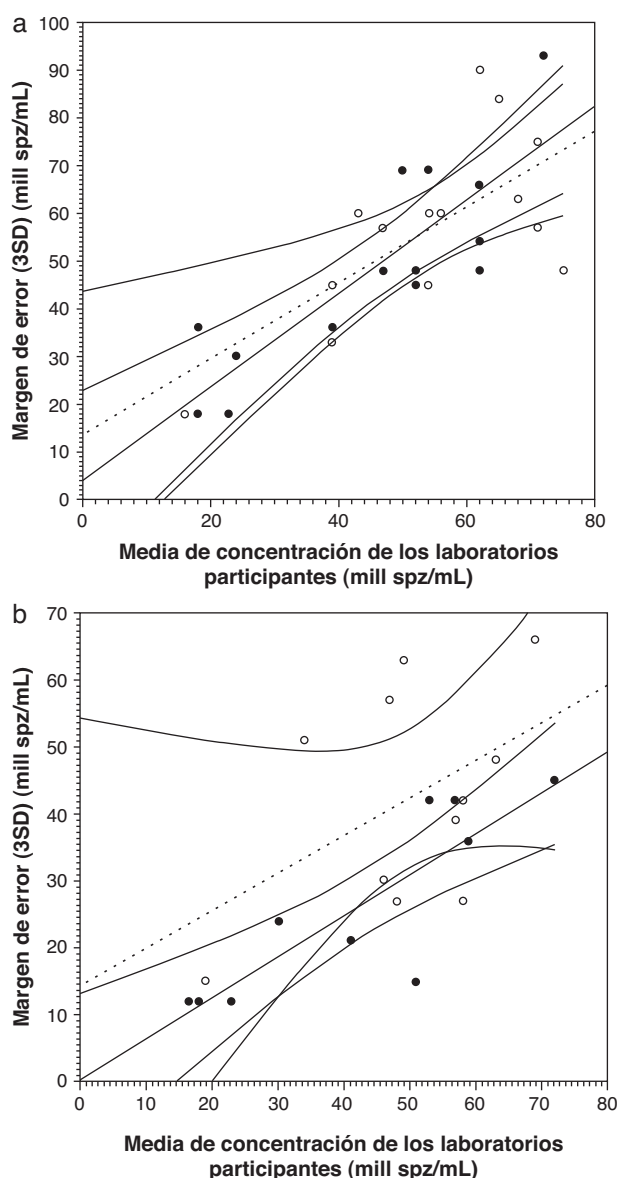 a
100
90
80
70
60
50
40
30
20
10
0
Margen de error (3SD) (mill spz/mL)
0 20 40 60 80
Media de concentración de los laboratorios
participantes (mill spz/mL)
b
70
60
50
40
30
20
10
0
Margen de error (3SD) (mill spz/mL)
0 10 20 30 40 50 60 70 80
Media de concentración de los laboratorios
participantes (mill spz/mL)